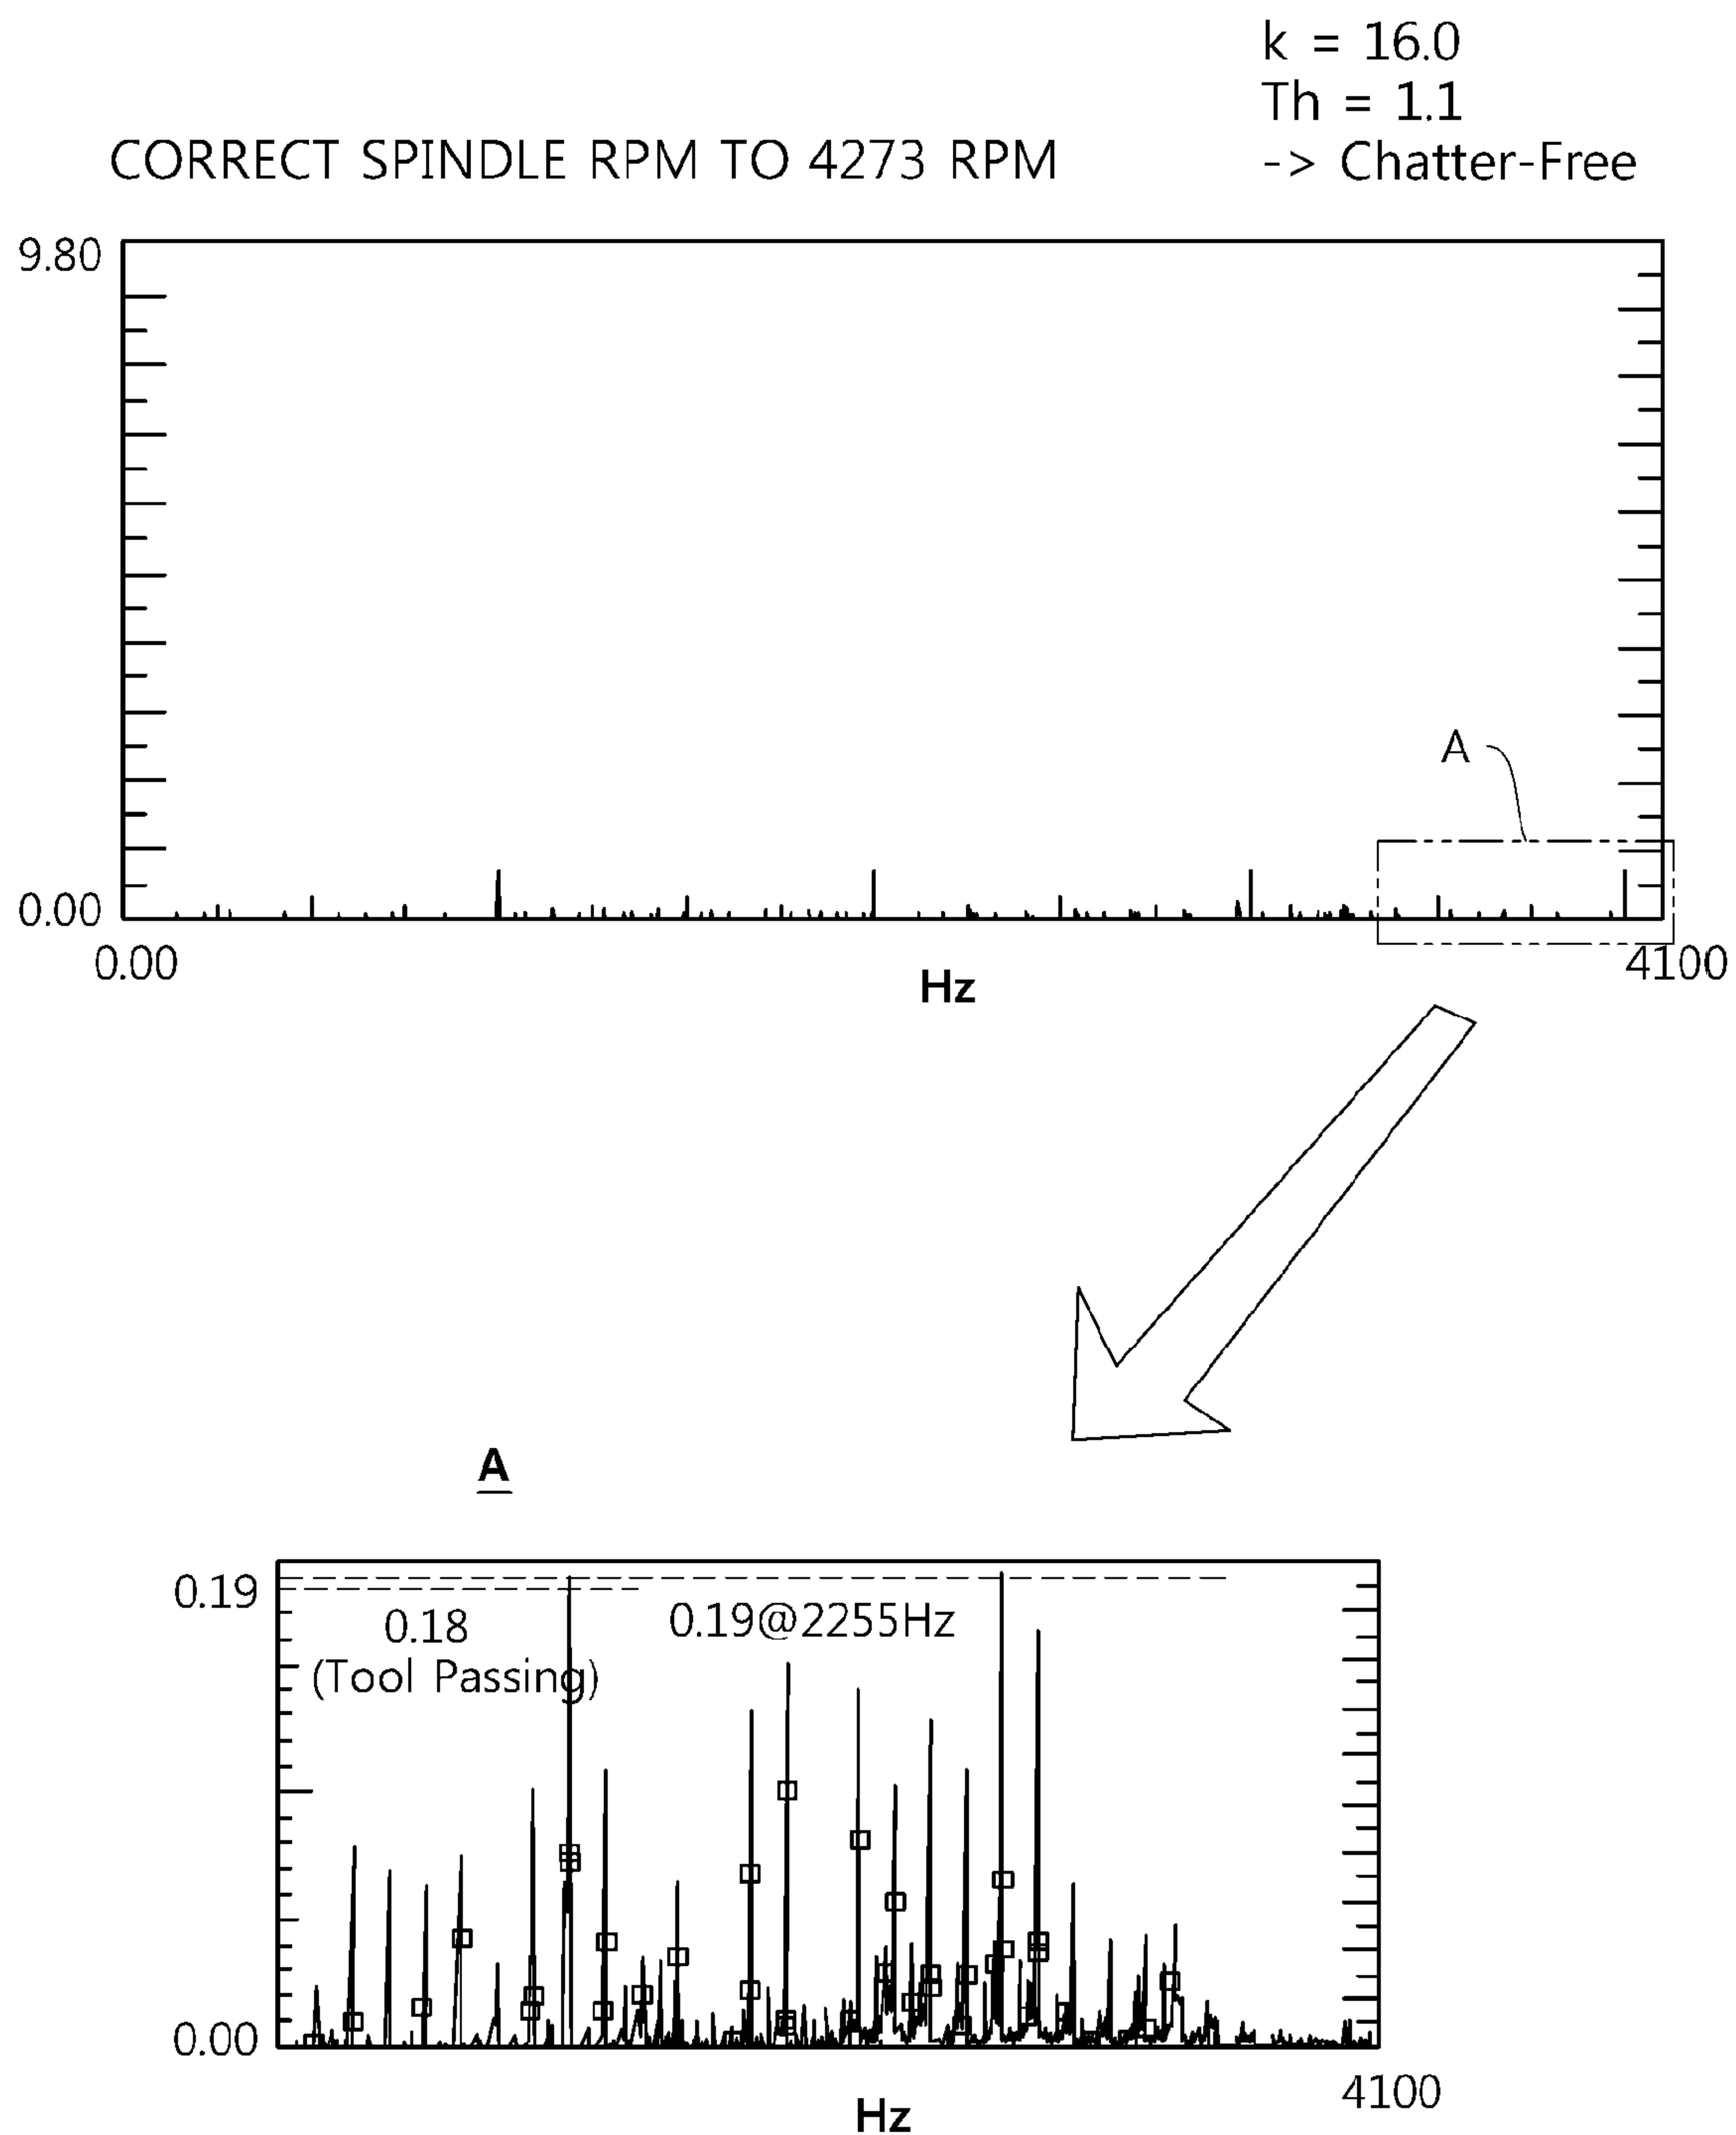 k = 16.0
Th = 1.1
CORRECT SPINDLE RPM TO 4273 RPM
-> Chatter-Free
9.80
A
0.00
0.00
4100
Hz
A
0.19
0.18
0.19@2255Hz
(Tool Passing)
0.00
4100
Hz